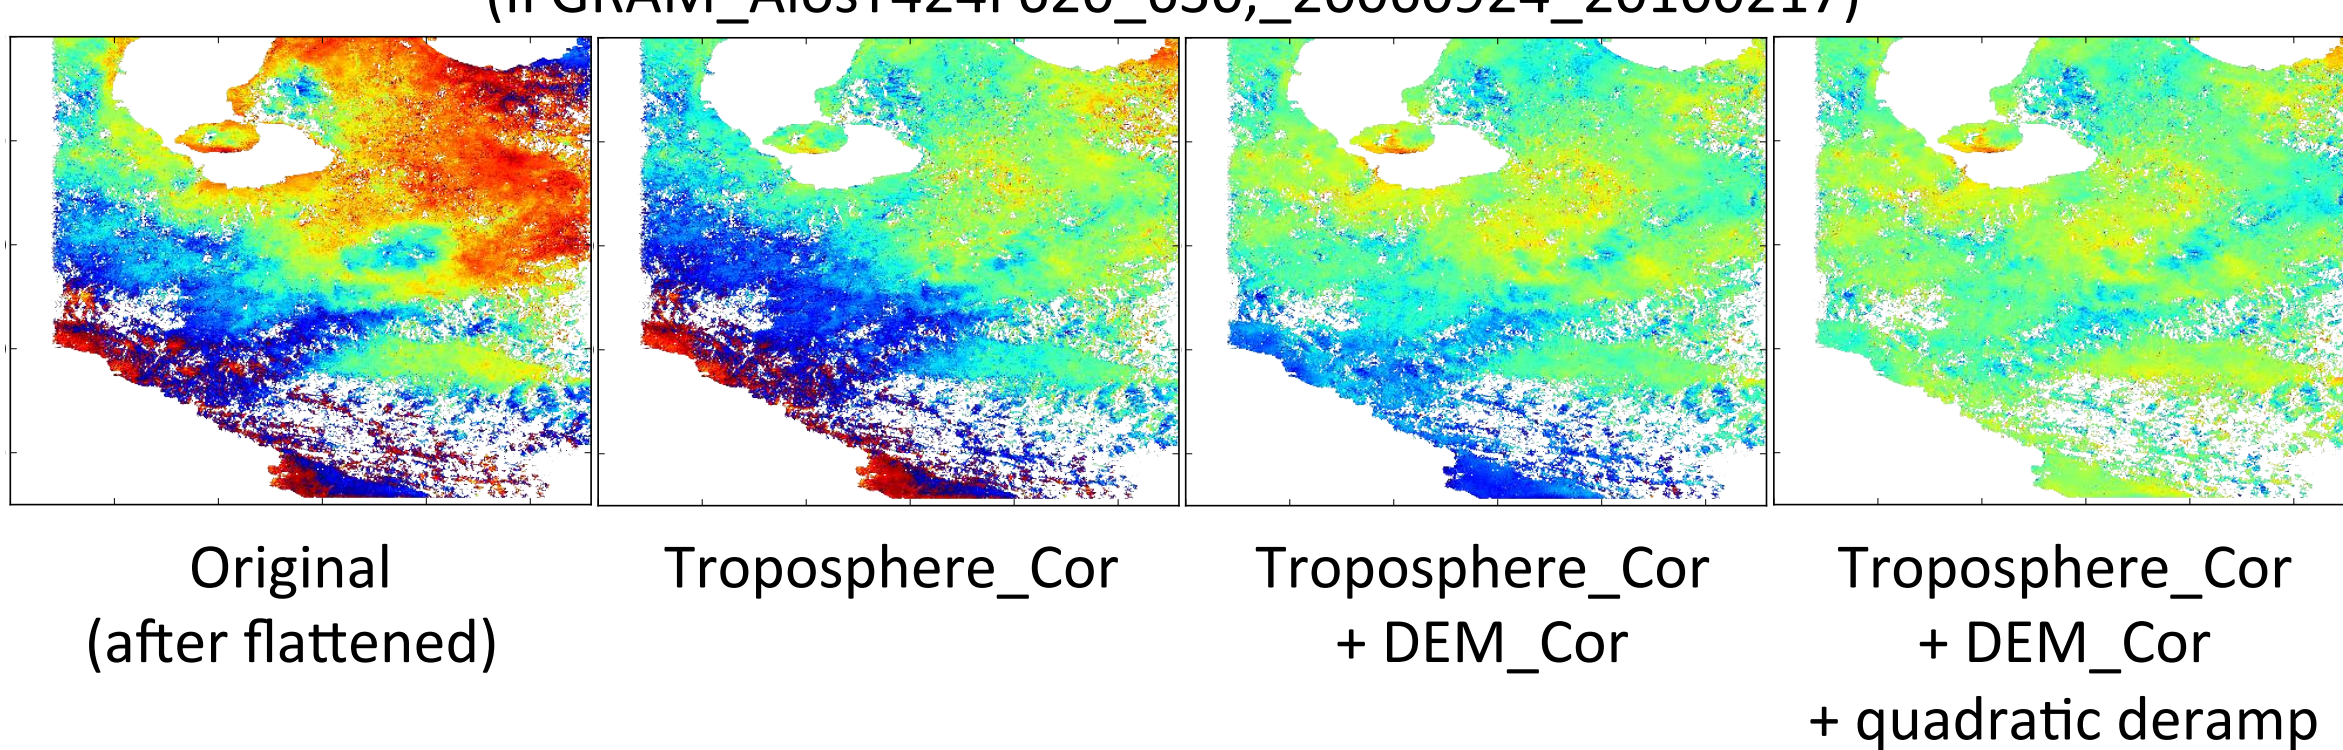 Original
(after flattened)
Troposphere_Cor
Troposphere_Cor
+ DEM_Cor
Troposphere_Cor
+ DEM_Cor
+ quadratic deramp